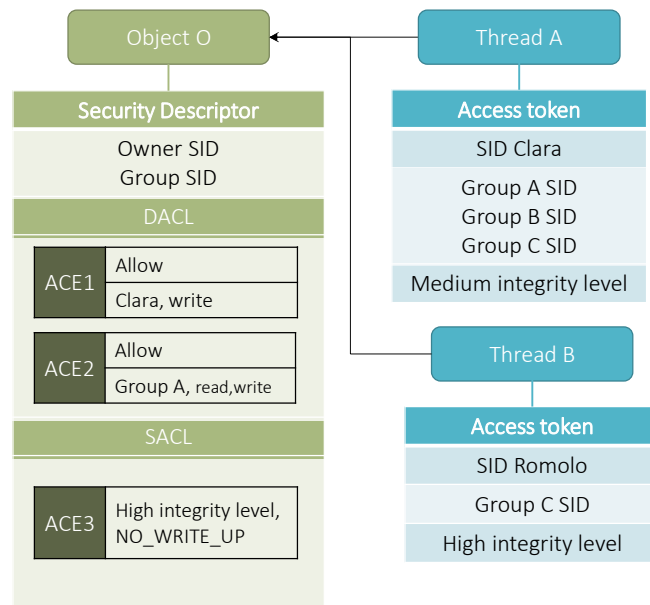 Object O
Security Descriptor
Owner SID
Group SID
DACL
ACE1
Allow
Clara, write
ACE2
Allow
Group A, read,write
SACL
ACE3
High integrity level,
NO_WRITE_UP
Thread A
Access token
SID Clara
Group A SID
Group B SID
Group C SID
Medium integrity level
Thread B
Access token
SID Romolo
Group C SID
High integrity level